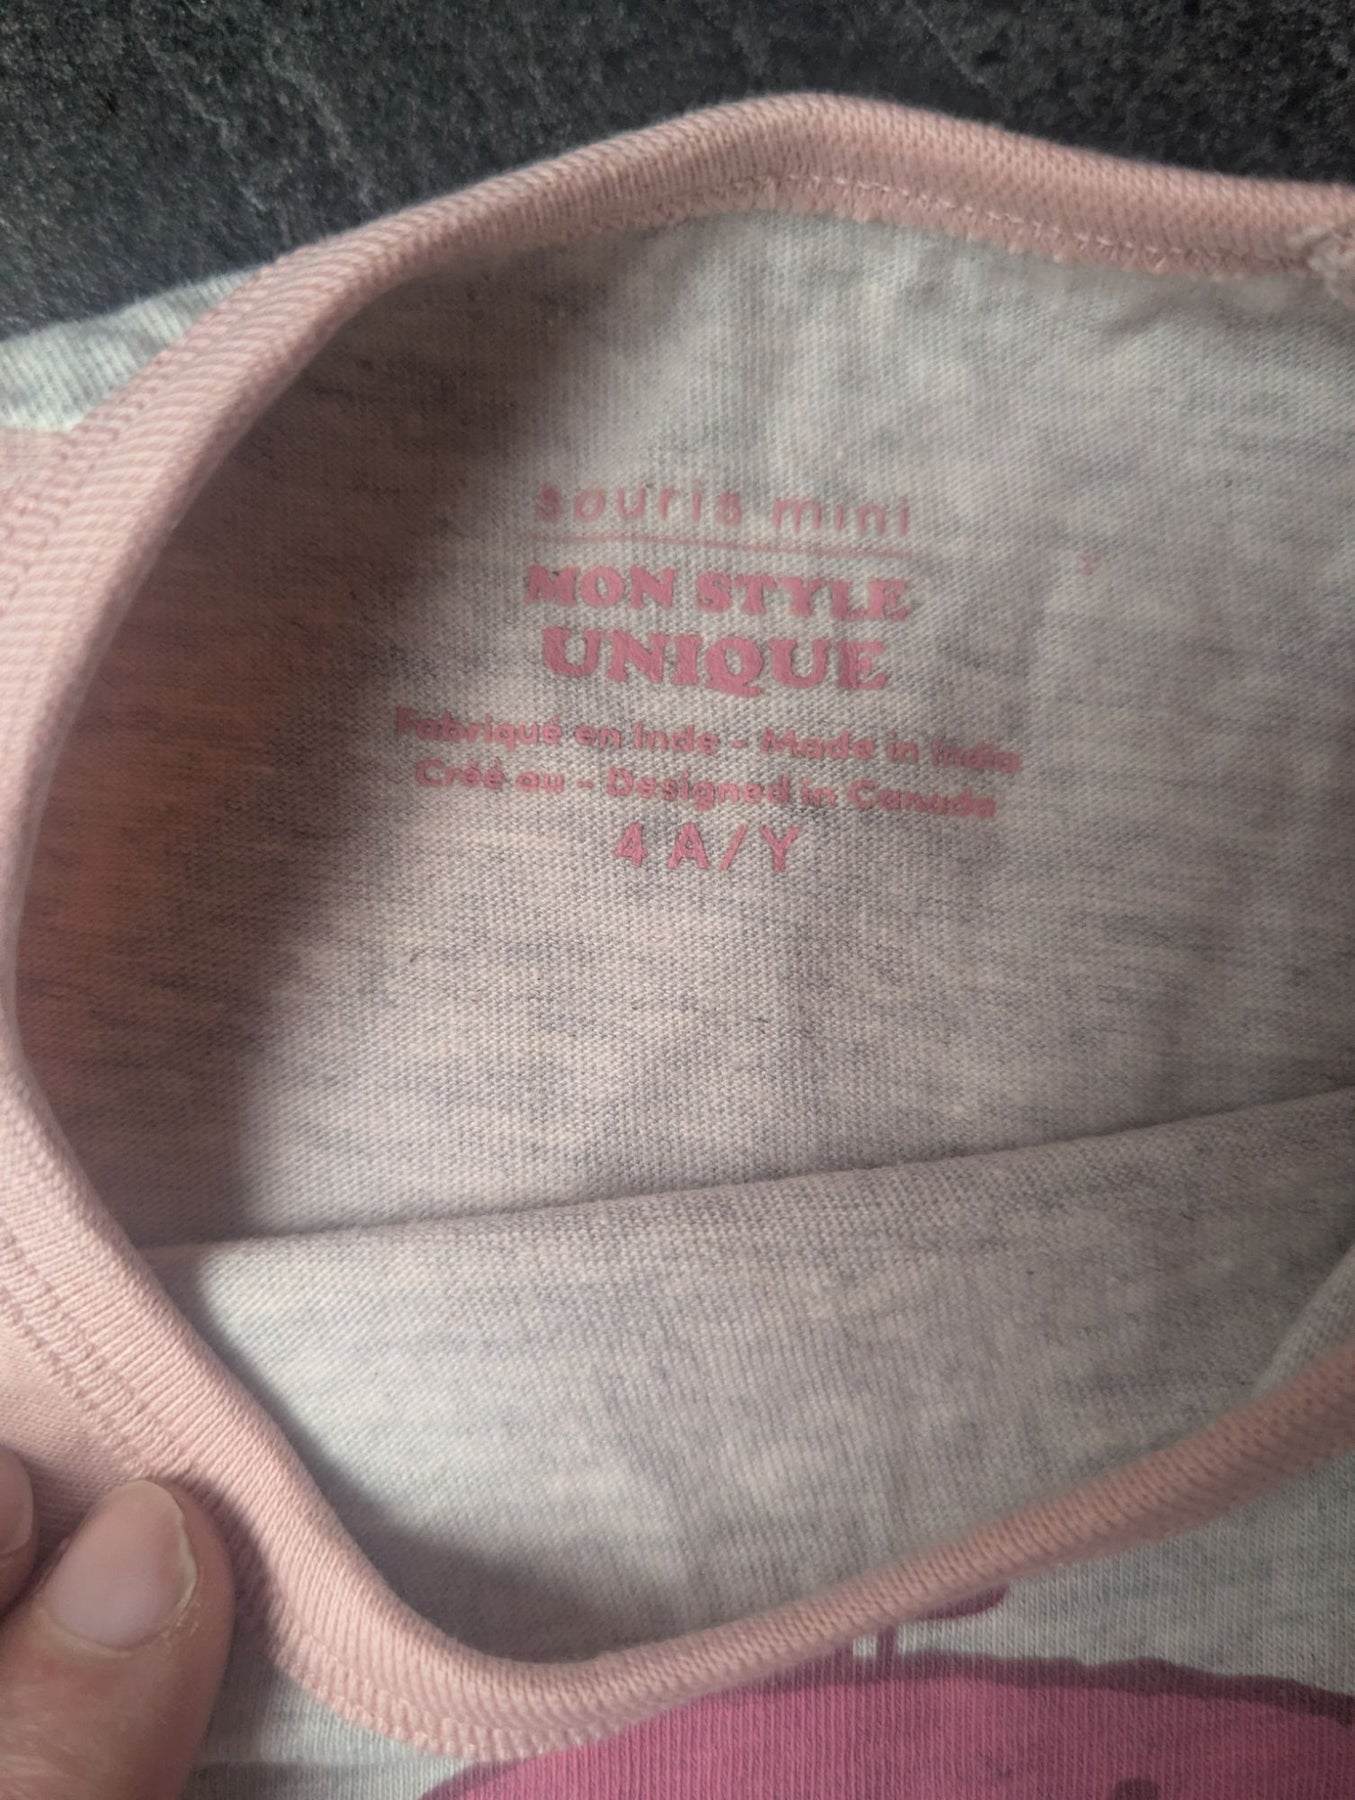 souris mini
MON STYLE
UNIQUE
Fabriqué en Inde - Made in India
Créé au - Designed in Canada
4 A/Y